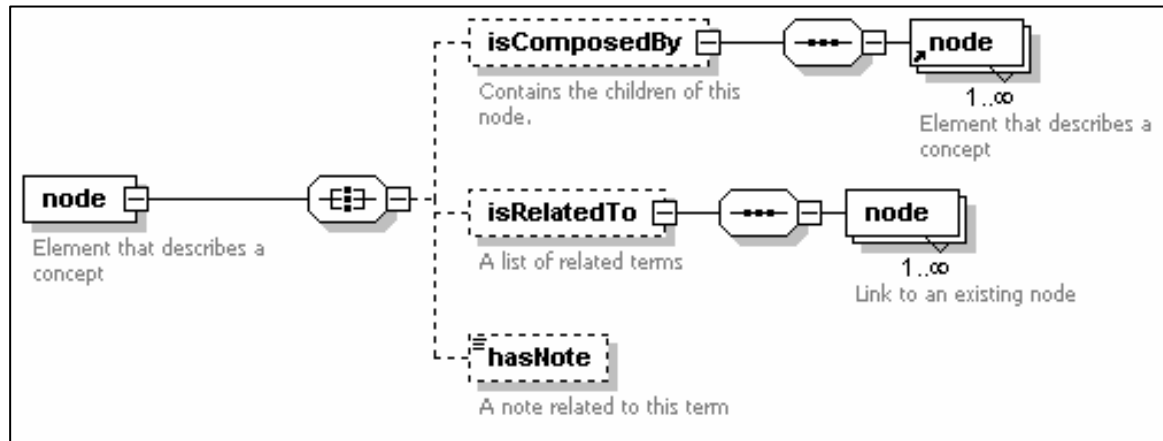 isComposedBy
node
Contains the children of this
node.
1..∞
Element that describes a
concept
node
Element that describes a
concept
isRelatedTo
node
A list of related terms
1..∞
Link to an existing node
hasNote
A note related to this term